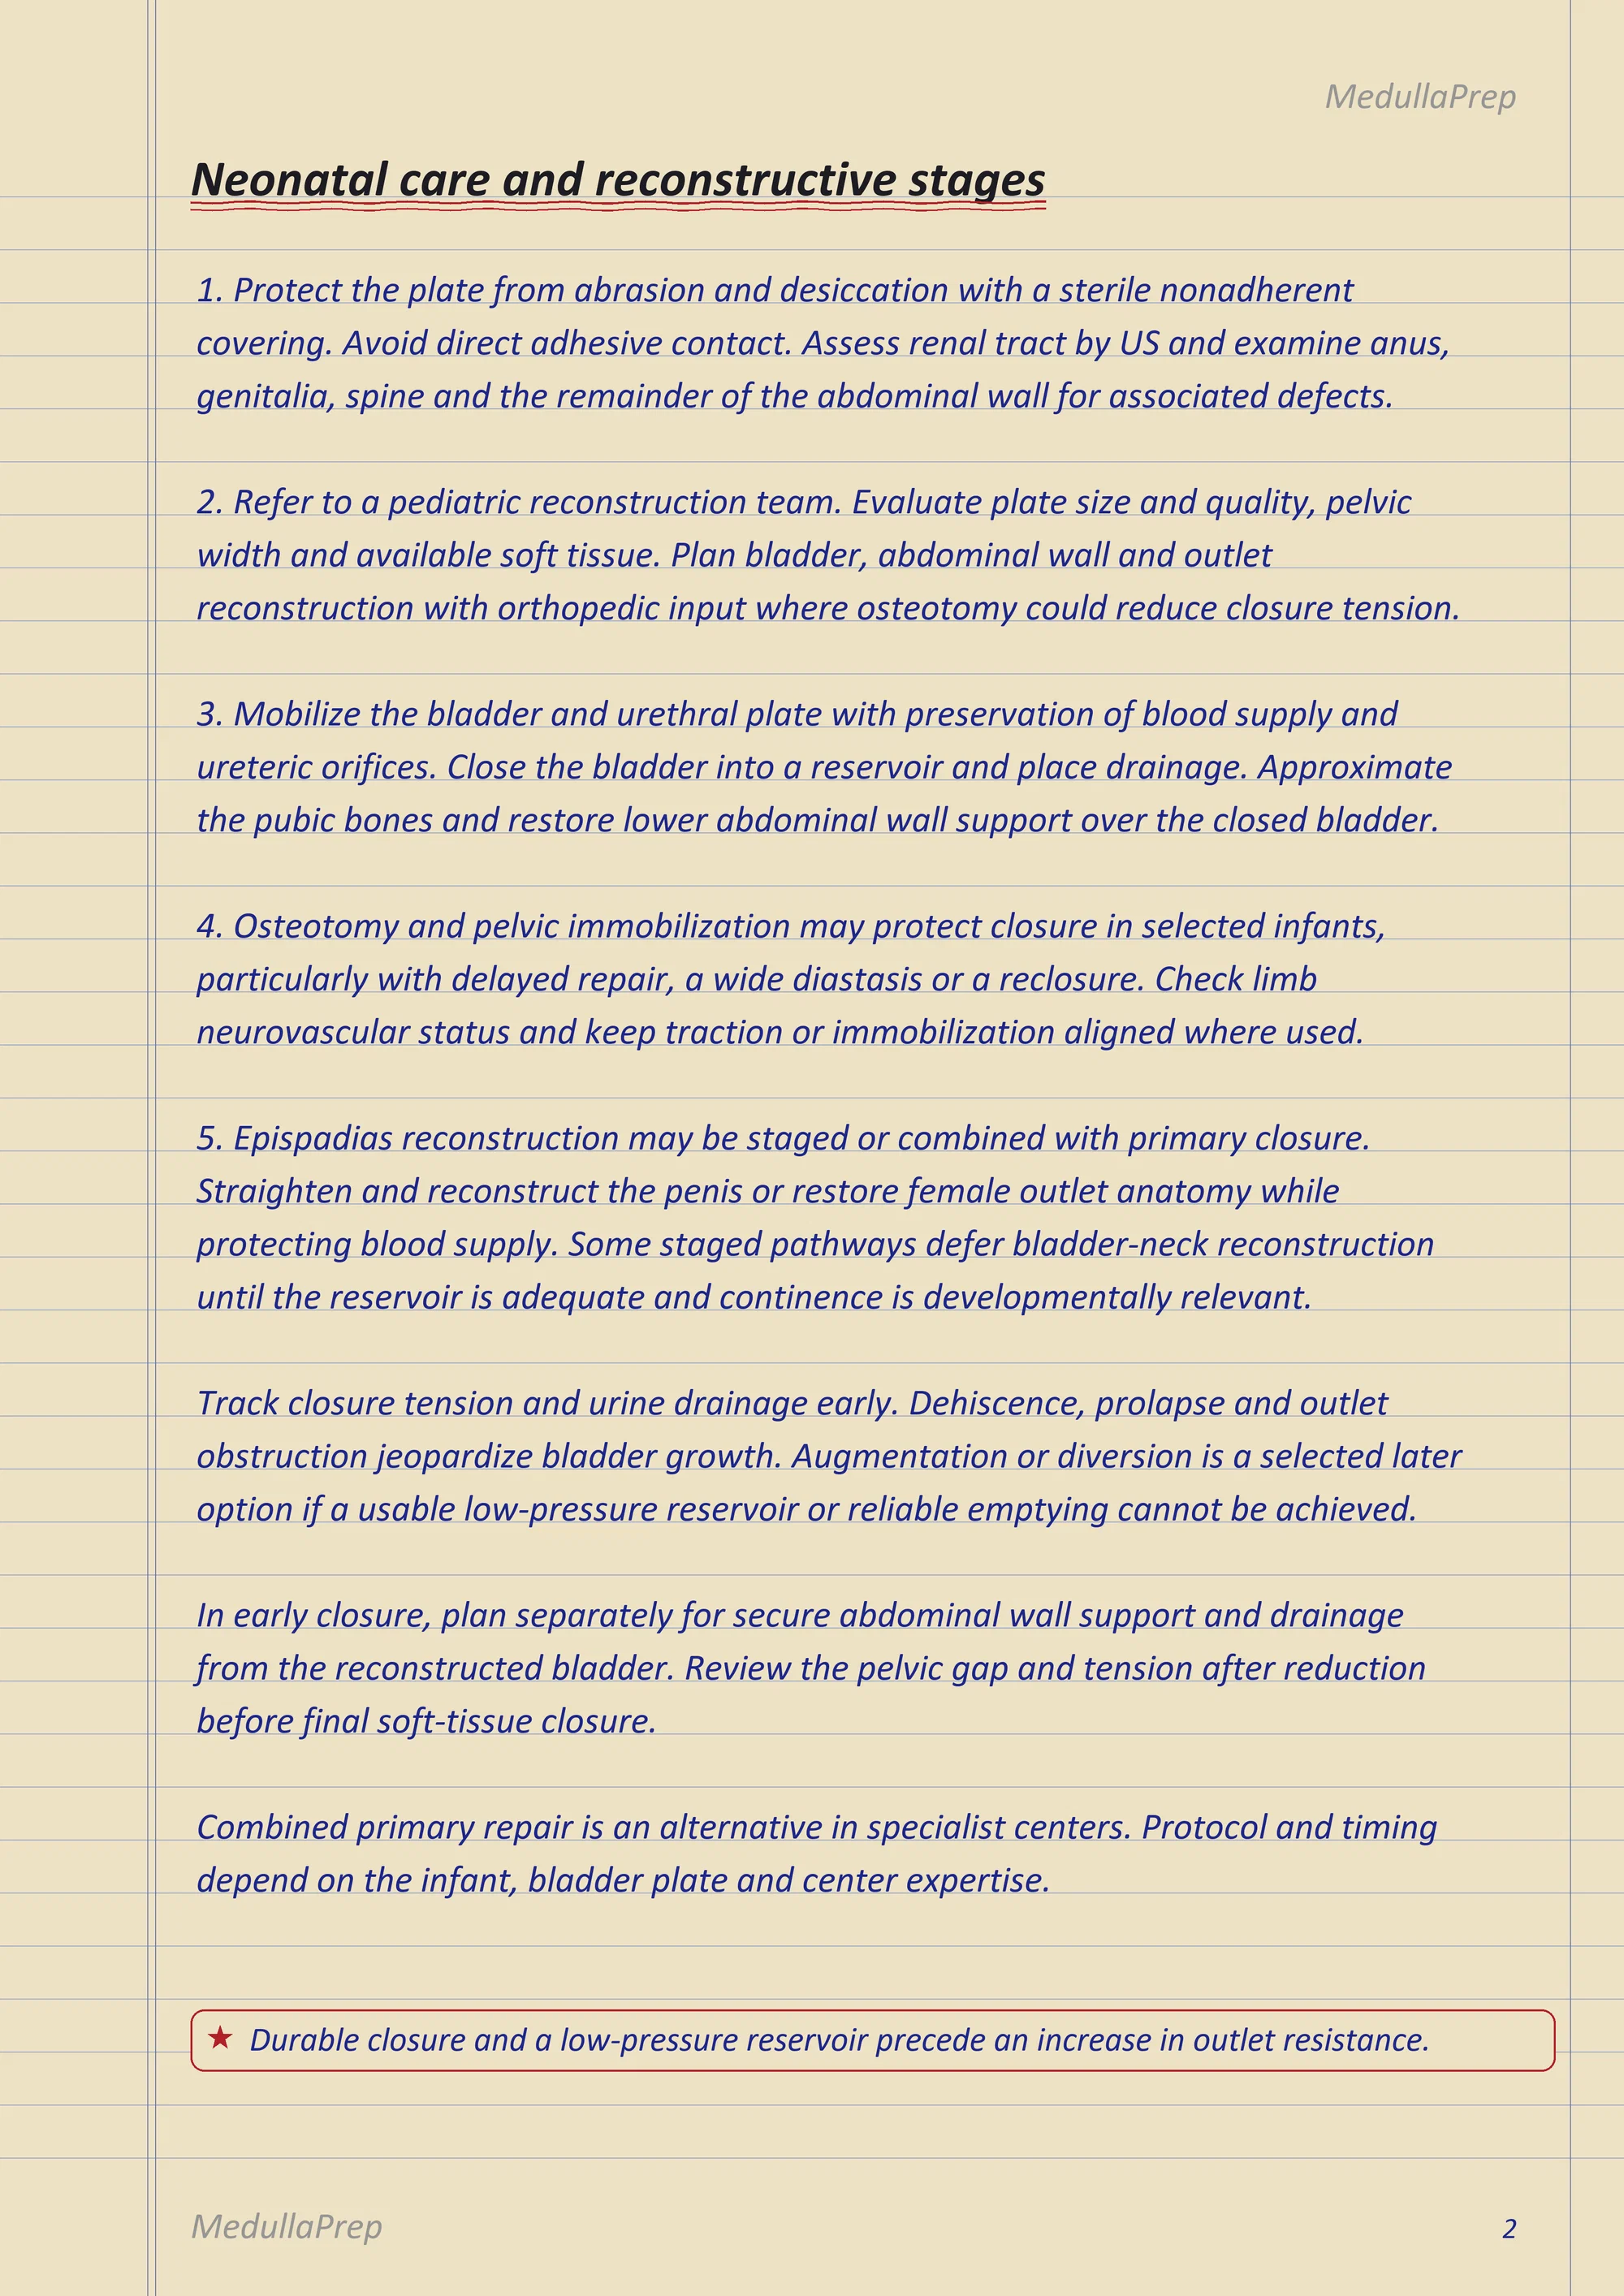 MedullaPrep
Neonatal care and reconstructive stages
1. Protect the plate from abrasion and desiccation with a sterile nonadherent
covering. Avoid direct adhesive contact. Assess renal tract by US and examine anus,
genitalia, spine and the remainder of the abdominal wall for associated defects.
2. Refer to a pediatric reconstruction team. Evaluate plate size and quality, pelvic
width and available soft tissue. Plan bladder, abdominal wall and outlet
reconstruction with orthopedic input where osteotomy could reduce closure tension.
3. Mobilize the bladder and urethral plate with preservation of blood supply and
ureteric orifices. Close the bladder into a reservoir and place drainage. Approximate
the pubic bones and restore lower abdominal wall support over the closed bladder.
4. Osteotomy and pelvic immobilization may protect closure in selected infants,
particularly with delayed repair, a wide diastasis or a reclosure. Check limb
neurovascular status and keep traction or immobilization aligned where used.
5. Epispadias reconstruction may be staged or combined with primary closure.
Straighten and reconstruct the penis or restore female outlet anatomy while
protecting blood supply. Some staged pathways defer bladder-neck reconstruction
until the reservoir is adequate and continence is developmentally relevant.
Track closure tension and urine drainage early. Dehiscence, prolapse and outlet
obstruction jeopardize bladder growth. Augmentation or diversion is a selected later
option if a usable low-pressure reservoir or reliable emptying cannot be achieved.
In early closure, plan separately for secure abdominal wall support and drainage
from the reconstructed bladder. Review the pelvic gap and tension after reduction
before final soft-tissue closure.
Combined primary repair is an alternative in specialist centers. Protocol and timing
depend on the infant, bladder plate and center expertise.
★ Durable closure and a low-pressure reservoir precede an increase in outlet resistance.
MedullaPrep
2